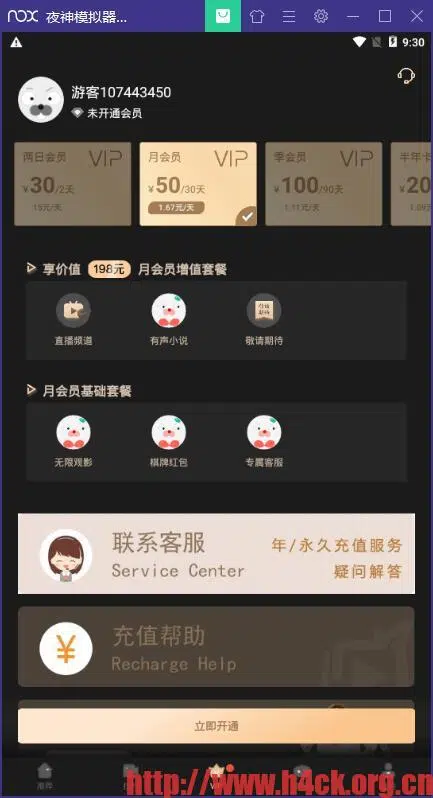 nox 夜神模拟器...
9:30
游客107443450
未开通会员
两日会员 VIP
¥30/2天
15元/天
月会员 VIP
¥50/30天
1.67元/天
季会员 VIP
¥100/90天
1.11元/天
半年卡
¥20
1.09
享价值 198元 月会员增值套餐
直播频道 有声小说 敬请期待
月会员基础套餐
无限观影 棋牌红包 专属客服
联系客服
Service Center
年/永久充值服务
疑问解答
充值帮助
Recharge Help
立即开通
http://www.h4ck.org.cn